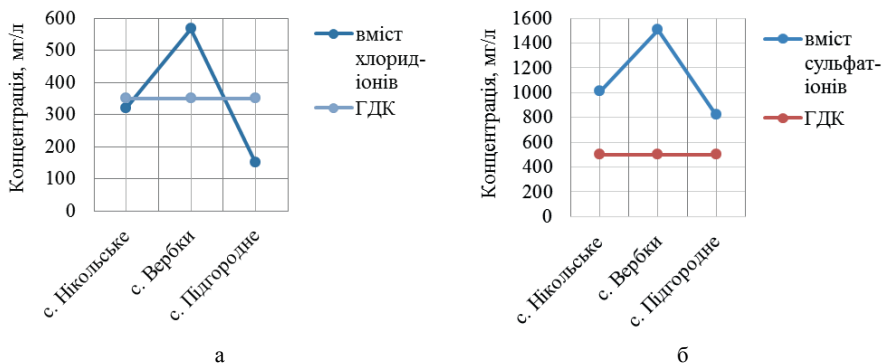 Концентрація, мг/л
600
500
400
300
200
100
0
с. Нікольське
с. Вербки
с. Підгородне
вміст
хлорид-
іонів
ГДК
а
Концентрація, мг/л
1600
1400
1200
1000
800
600
400
200
0
с. Нікольське
с. Вербки
с. Підгородне
вміст
сульфат-
іонів
ГДК
б